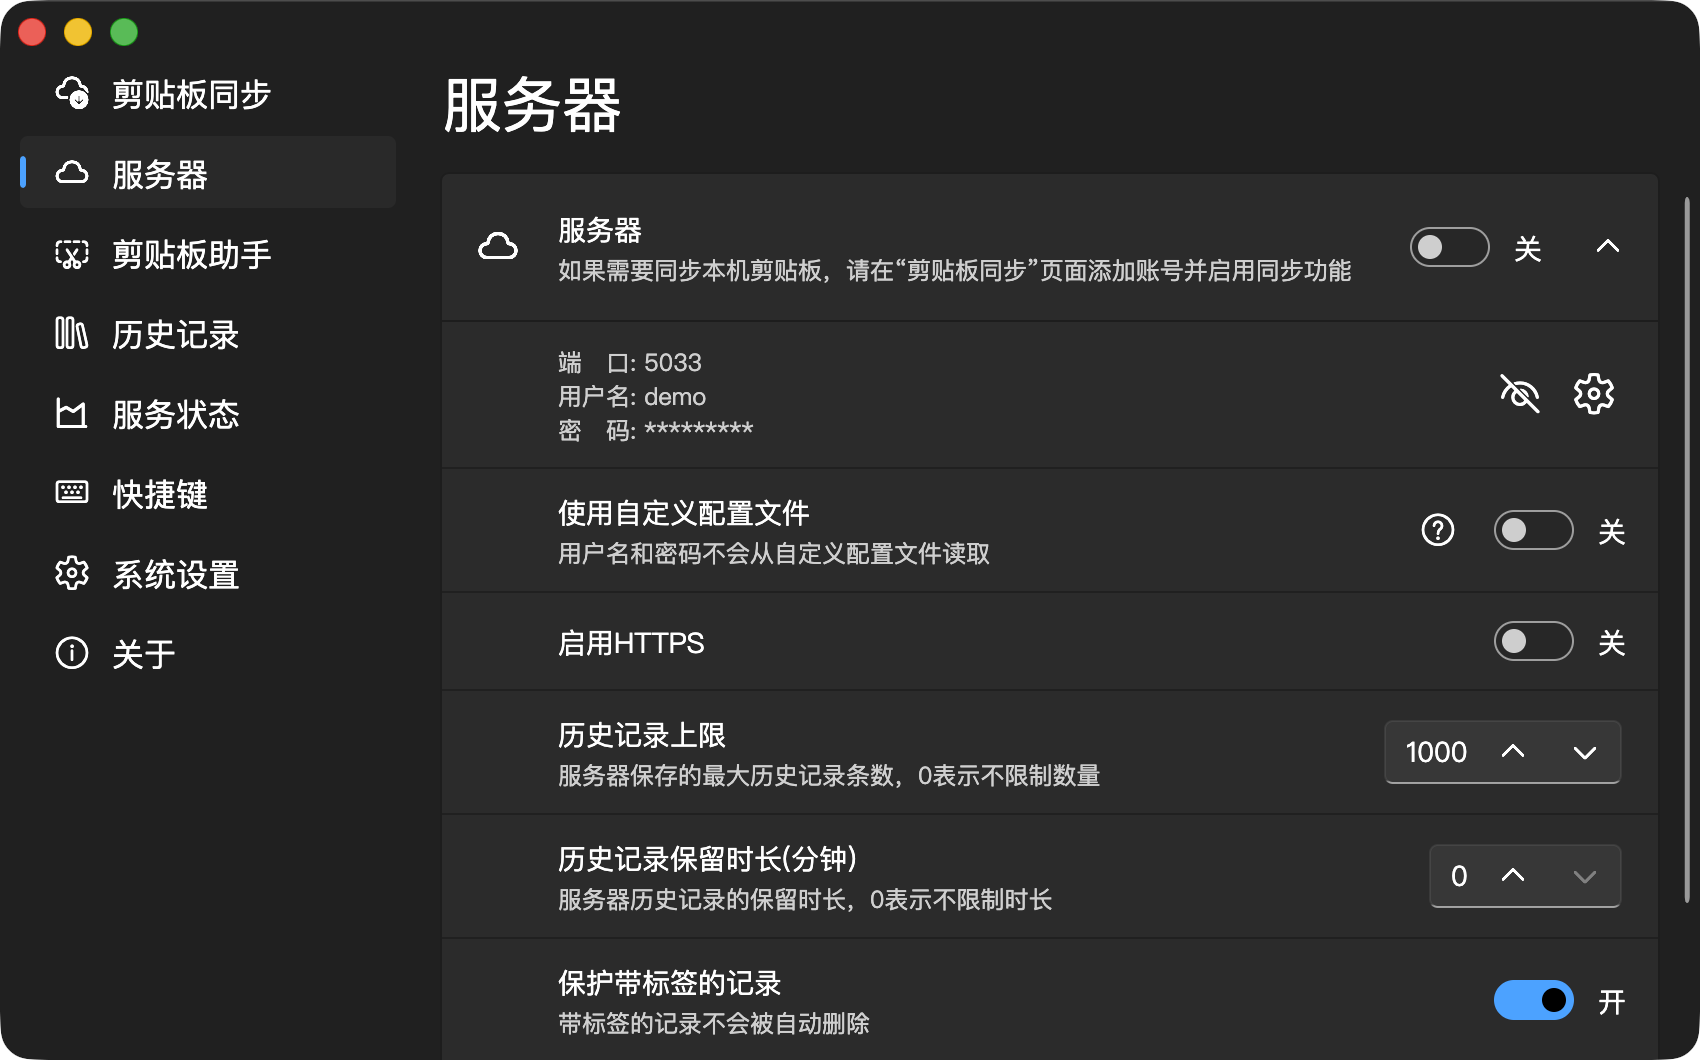 剪贴板同步
服务器
剪贴板助手
历史记录
服务状态
快捷键
系统设置
关于
服务器
服务器
如果需要同步本机剪贴板，请在“剪贴板同步”页面添加账号并启用同步功能
关
端　口: 5033
用户名: demo
密　码: *********
使用自定义配置文件
用户名和密码不会从自定义配置文件读取
关
启用HTTPS
关
历史记录上限
服务器保存的最大历史记录条数，0表示不限制数量
1000
历史记录保留时长(分钟)
服务器历史记录的保留时长，0表示不限制时长
0
保护带标签的记录
带标签的记录不会被自动删除
开